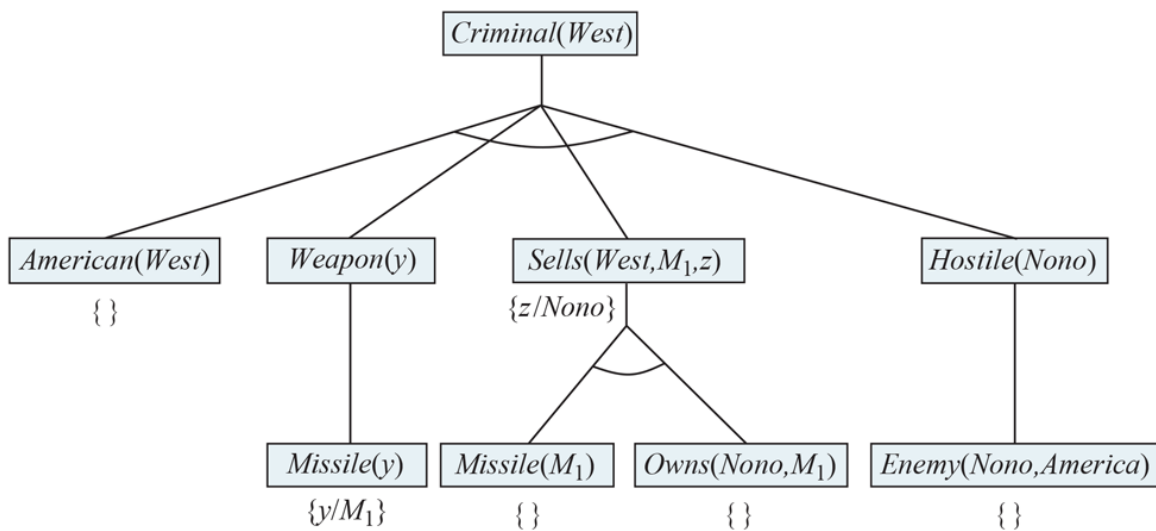 Criminal(West)
American(West)
Weapon(y)
Sells(West,M₁,z)
Hostile(Nono)
{ }
{z/Nono}
Missile(y)
Missile(M₁)
Owns(Nono,M₁)
Enemy(Nono,America)
{y/M₁}
{ }
{ }
{ }